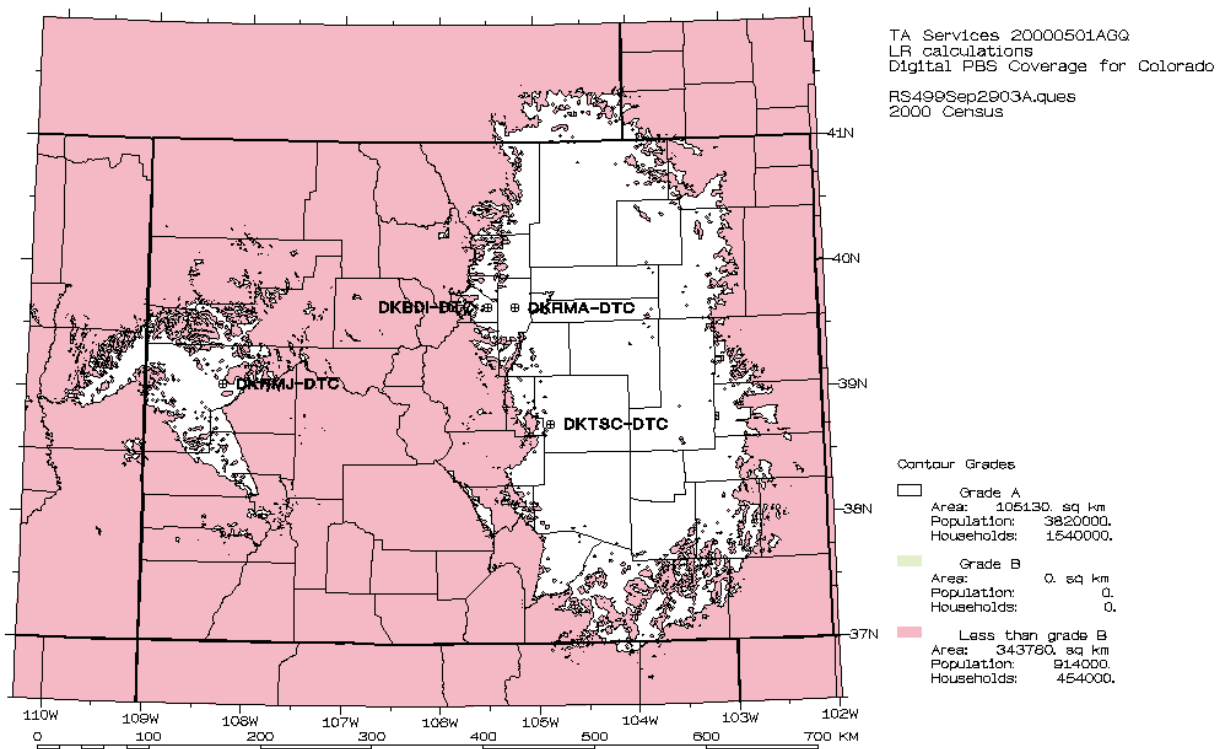 TA Services 20000501AGQ
LR calculations
Digital PBS Coverage for Colorado
RS499Sep2903A.ques
2000 Census
41N
40N
DKBDI-DTC
DKRMA-DTC
39N
DKRMJ-DTC
DKTSC-DTC
38N
37N
Contour Grades
Grade A
Area: 105130. sq km
Population: 3820000.
Households: 1540000.
Grade B
Area: 0. sq km
Population: 0.
Households: 0.
Less than grade B
Area: 343780. sq km
Population: 914000.
Households: 454000.
110W 109W 108W 107W 106W 105W 104W 103W 102W
0 100 200 300 400 500 600 700 KM